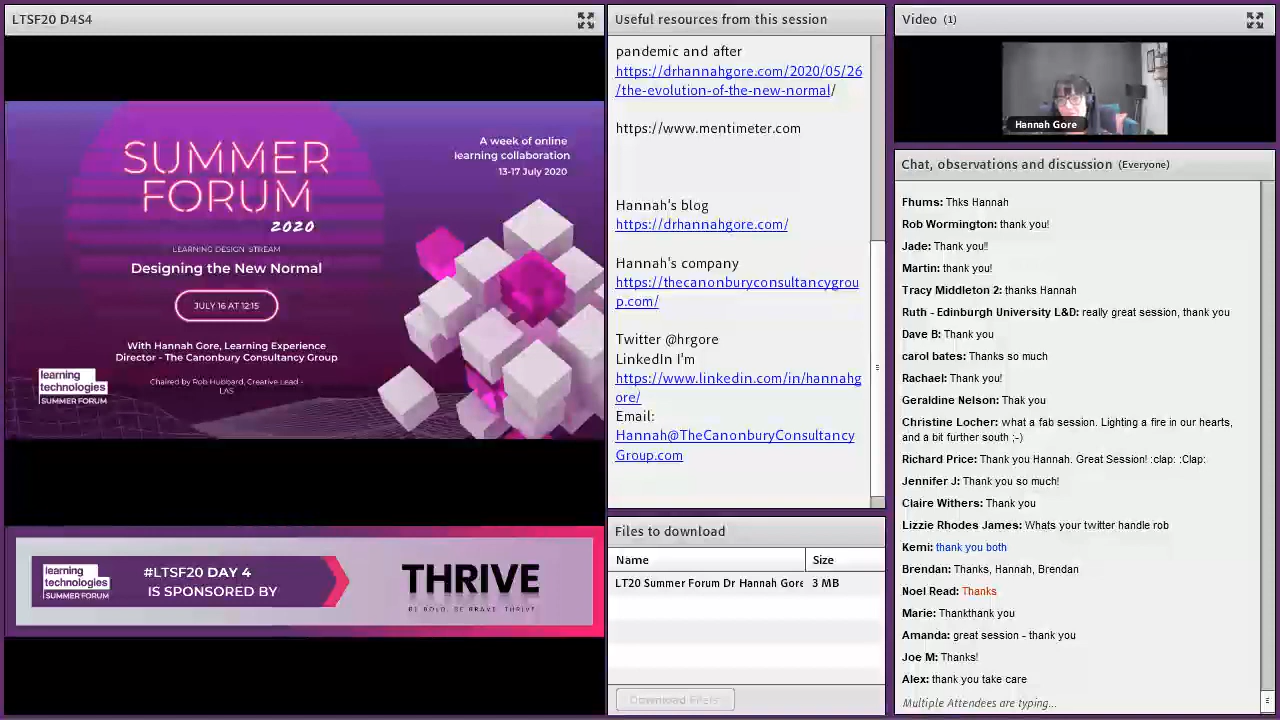 LTSF20 D4S4
SUMMER
FORUM
2020
LEARNING DESIGN STREAM
Designing the New Normal
JULY 16 AT 12:15
With Hannah Gore, Learning Experience
Director - The Canonbury Consultancy Group
Chaired by Rob Hubbard, Creative Lead -
LAS
A week of online
learning collaboration
13-17 July 2020
learning
technologies
SUMMER FORUM
learning
technologies
SUMMER FORUM
#LTSF20 DAY 4
IS SPONSORED BY
THRIVE
BE BOLD. BE BRAVE. THRIVE.
Useful resources from this session
pandemic and after
https://drhannahgore.com/2020/05/26
/the-evolution-of-the-new-normal/
https://www.mentimeter.com
Hannah's blog
https://drhannahgore.com/
Hannah's company
https://thecanonburyconsultancygrou
p.com/
Twitter @hrgore
LinkedIn I'm
https://www.linkedin.com/in/hannahg
ore/
Email:
Hannah@TheCanonburyConsultancy
Group.com
Files to download
Name Size
LT20 Summer Forum Dr Hannah Gore 3 MB
Download File(s)
Video (1)
Hannah Gore
Chat, observations and discussion (Everyone)
Fhums: Thks Hannah
Rob Wormington: thank you!
Jade: Thank you!!
Martin: thank you!
Tracy Middleton 2: thanks Hannah
Ruth - Edinburgh University L&D: really great session, thank you
Dave B: Thank you
carol bates: Thanks so much
Rachael: Thank you!
Geraldine Nelson: Thak you
Christine Locher: what a fab session. Lighting a fire in our hearts,
and a bit further south ;-)
Richard Price: Thank you Hannah. Great Session! :clap: :Clap:
Jennifer J: Thank you so much!
Claire Withers: Thank you
Lizzie Rhodes James: Whats your twitter handle rob
Kemi: thank you both
Brendan: Thanks, Hannah, Brendan
Noel Read: Thanks
Marie: Thankthank you
Amanda: great session - thank you
Joe M: Thanks!
Alex: thank you take care
Multiple Attendees are typing...